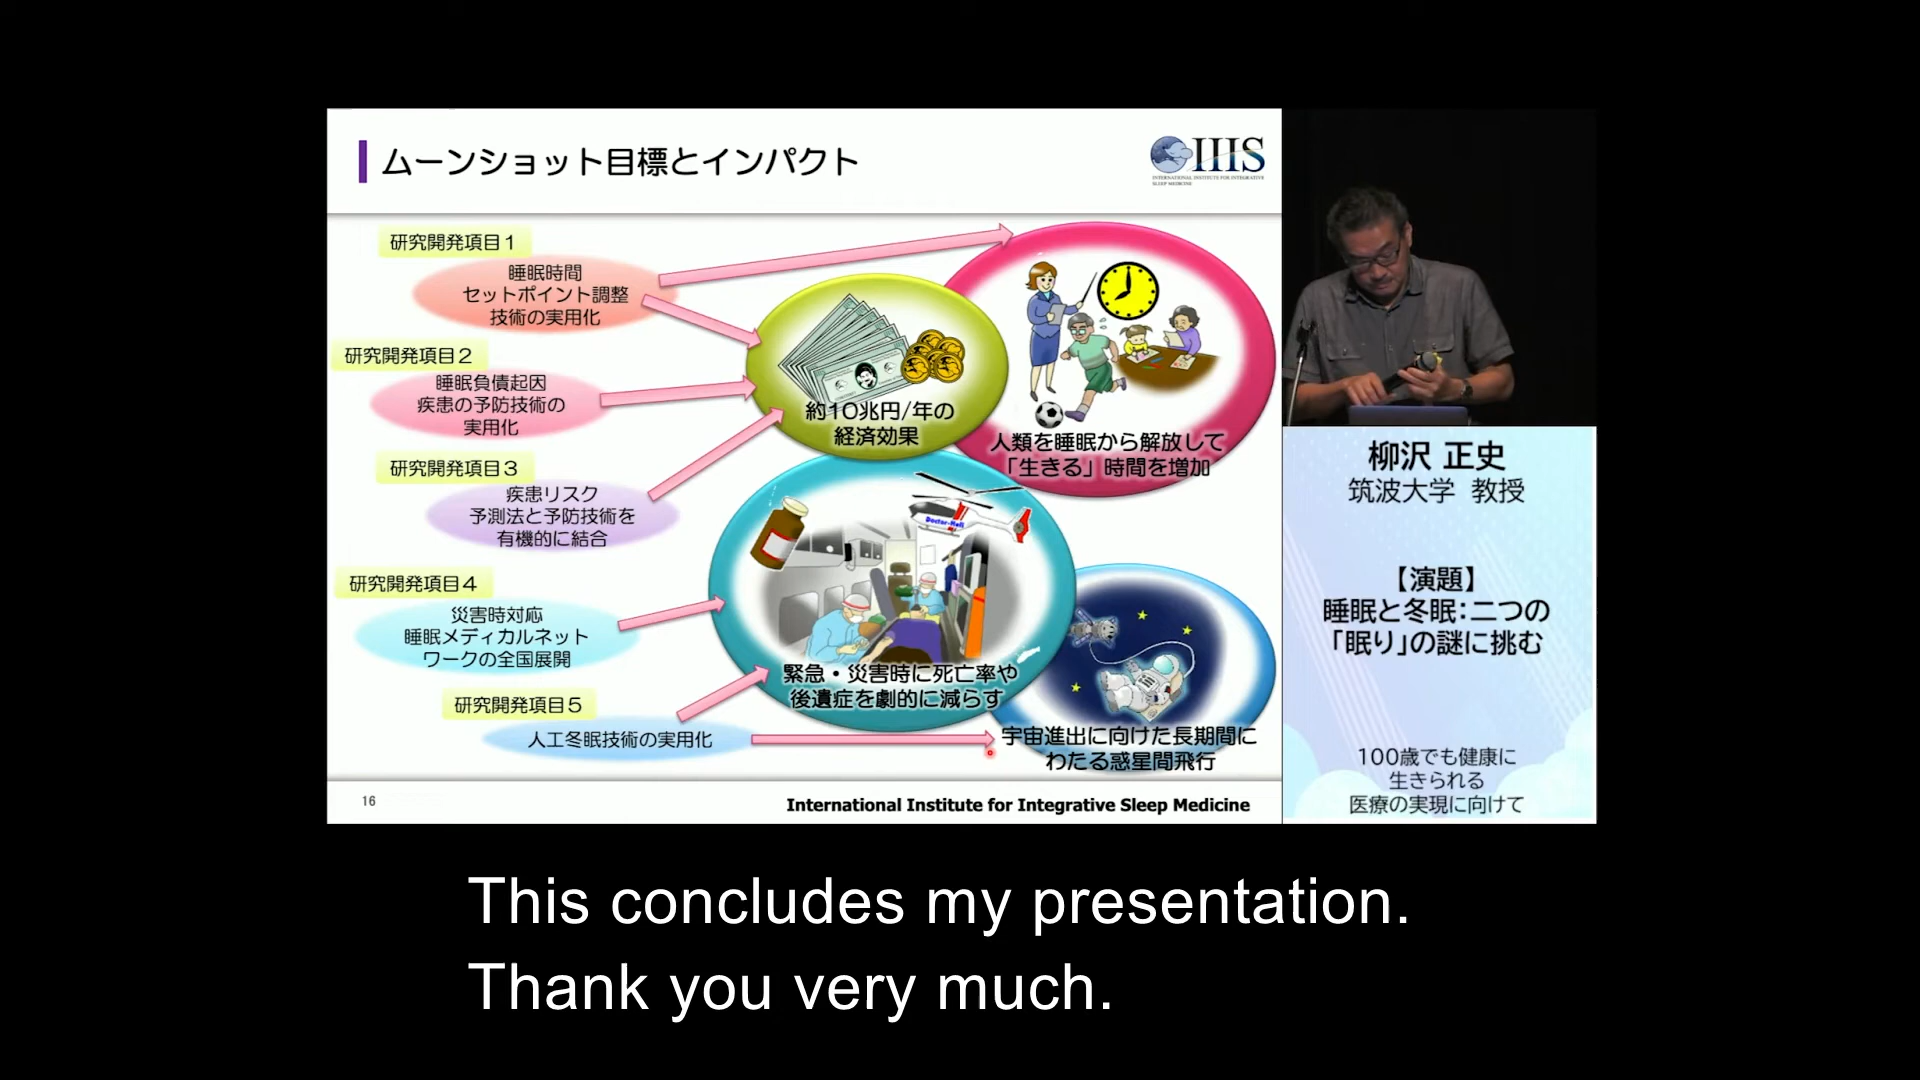 ムーンショット目標とインパクト
IIIS
INTERNATIONAL INSTITUTE FOR INTEGRATIVE
SLEEP MEDICINE
研究開発項目1
睡眠時間
セットポイント調整
技術の実用化
研究開発項目2
睡眠負債起因
疾患の予防技術の
実用化
研究開発項目3
疾患リスク
予測法と予防技術を
有機的に結合
研究開発項目4
災害時対応
睡眠メディカルネット
ワークの全国展開
研究開発項目5
人工冬眠技術の実用化
約10兆円/年の
経済効果
人類を睡眠から解放して
「生きる」時間を増加
Doctor-Heli
緊急・災害時に死亡率や
後遺症を劇的に減らす
宇宙進出に向けた長期間に
わたる惑星間飛行
16
International Institute for Integrative Sleep Medicine
柳沢 正史
筑波大学 教授
【演題】
睡眠と冬眠：二つの
「眠り」の謎に挑む
100歳でも健康に
生きられる
医療の実現に向けて
This concludes my presentation.
Thank you very much.